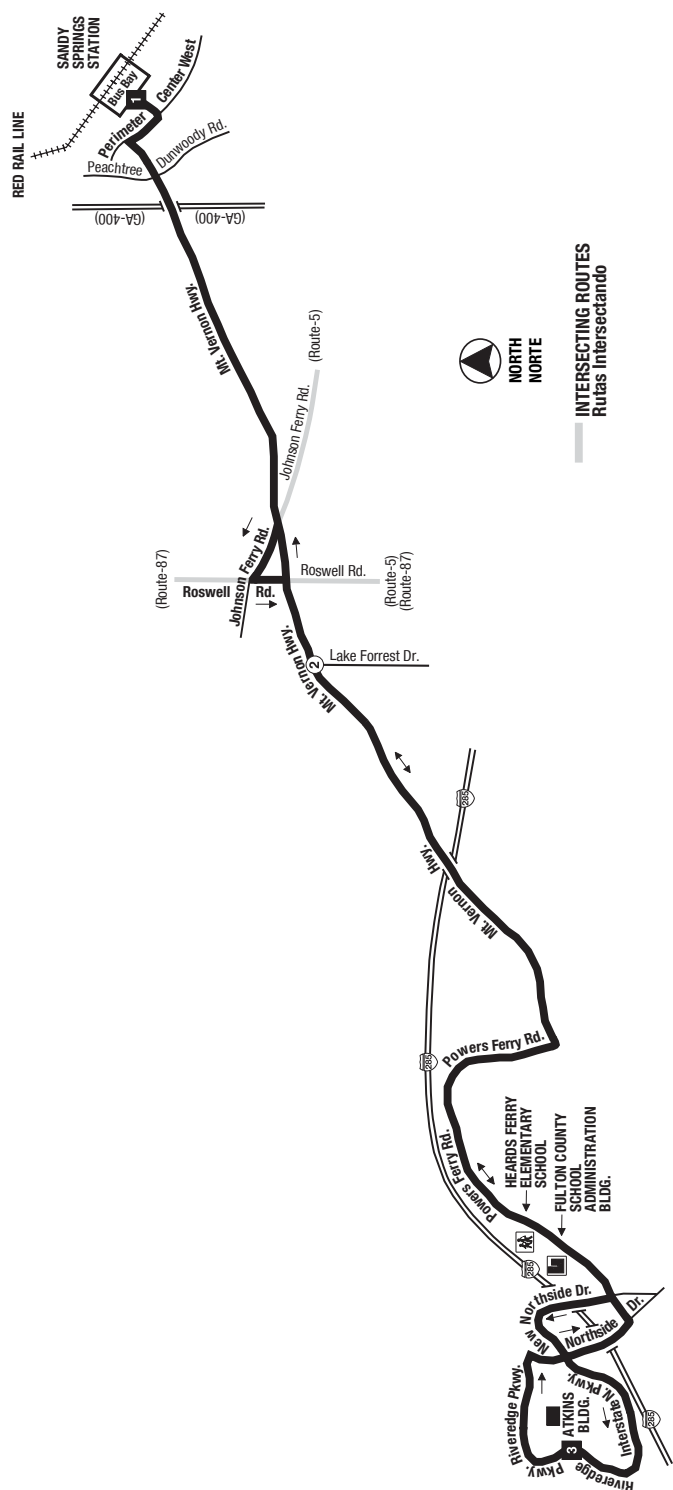 RED RAIL LINE
SANDY
SPRINGS
STATION
Bus Bay
1
Perimeter
Center West
Peachtree
Dunwoody Rd.
(GA-400)
(GA-400)
Mt. Vernon Hwy.
Johnson Ferry Rd.
(Route-5)
NORTH
NORTE
INTERSECTING ROUTES
Rutas Intersectando
(Route-87)
Johnson Ferry Rd.
Roswell
Rd.
Roswell Rd.
(Route-5)
(Route-87)
Mt. Vernon Hwy.
2
Lake Forrest Dr.
285
Mt. Vernon
Hwy.
285
Powers Ferry Rd.
Powers Ferry Rd.
HEARDS FERRY
ELEMENTARY
SCHOOL
FULTON COUNTY
SCHOOL
ADMINISTRATION
BLDG.
285
New Northside Dr.
Northside
Dr.
285
Riveredge Pkwy.
Interstate N. Pkwy.
ATKINS
BLDG.
3
Riveredge
Pkwy.